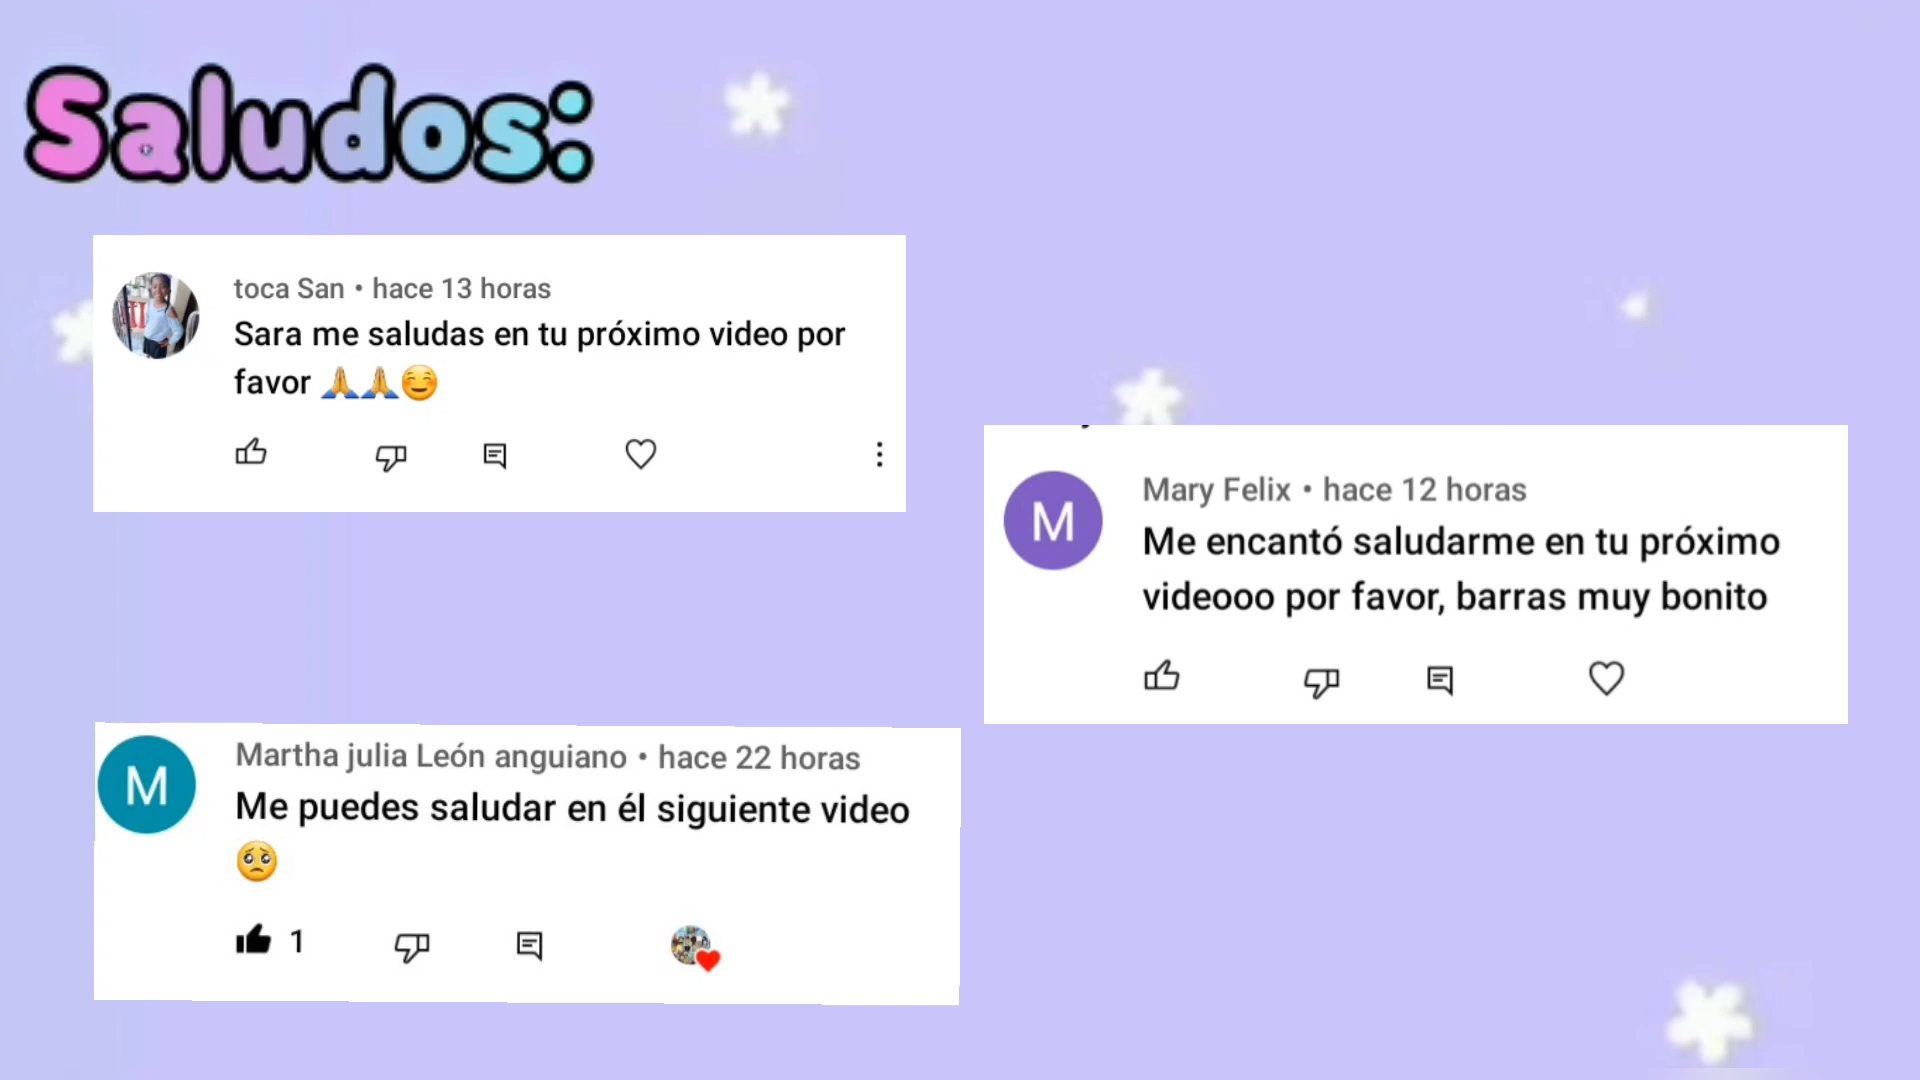 Saludos:
toca San • hace 13 horas
Sara me saludas en tu próximo video por
favor 🙏🙏☺️
Mary Felix • hace 12 horas
M
Me encantó saludarme en tu próximo
videooo por favor, barras muy bonito
Martha julia León anguiano • hace 22 horas
M
Me puedes saludar en él siguiente video
🥺
1